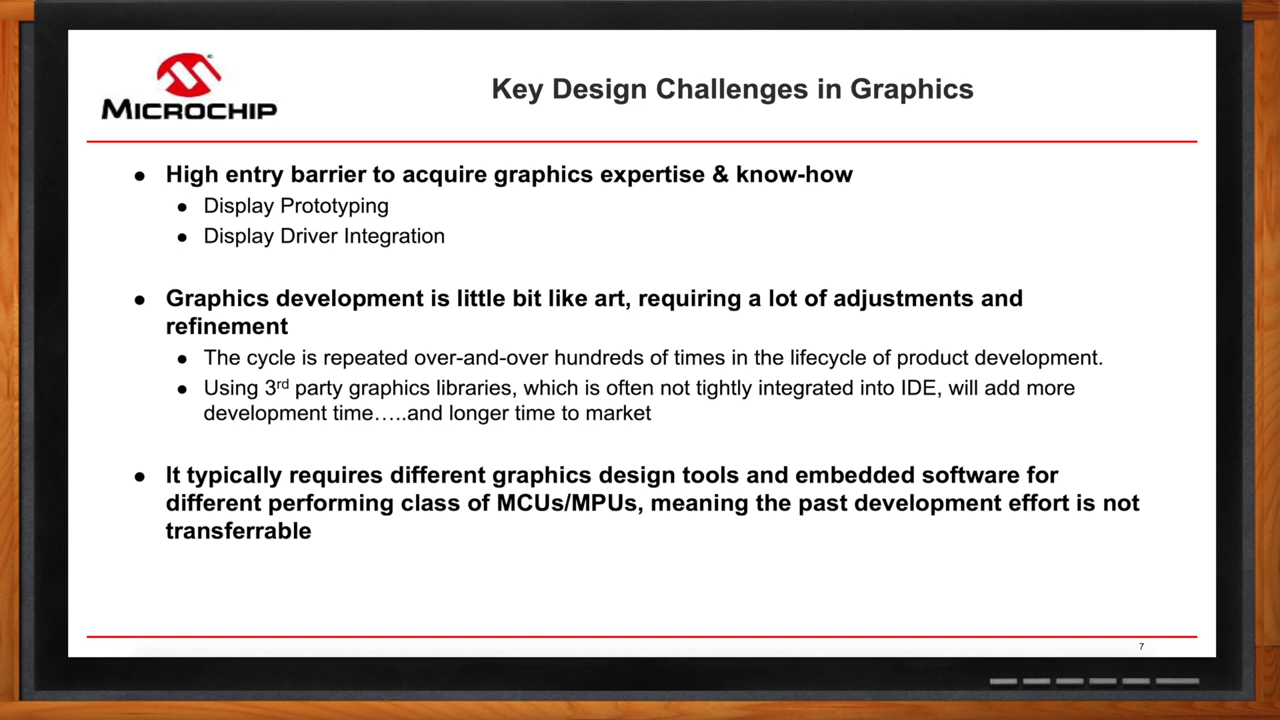 MICROCHIP
Key Design Challenges in Graphics
● High entry barrier to acquire graphics expertise & know-how
● Display Prototyping
● Display Driver Integration
● Graphics development is little bit like art, requiring a lot of adjustments and
refinement
● The cycle is repeated over-and-over hundreds of times in the lifecycle of product development.
● Using 3rd party graphics libraries, which is often not tightly integrated into IDE, will add more
development time…..and longer time to market
● It typically requires different graphics design tools and embedded software for
different performing class of MCUs/MPUs, meaning the past development effort is not
transferrable
7